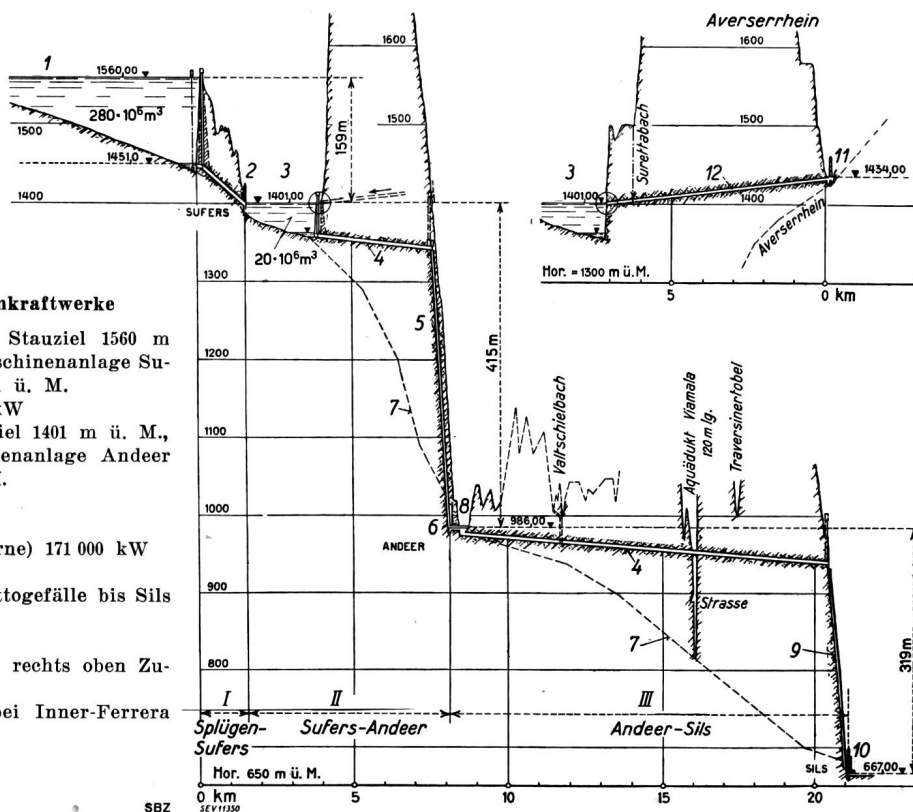 Averserrhein
1
1560,00
280·10⁶m³
1500
1451,0
1400
SUFERS
2
3
1401,00
20·10⁶m³
1600
159m
1500
4
1300
5
1200
7
1100
415m
1000
8
6
ANDEER
986,00
900
800
Valtschielbach
Aquädukt Viamala
120m lg.
Traversinertobel
4
Strasse
7
9
319m
10
SILS
667,00
I
II
III
Splügen-
Sufers
Sufers-Andeer
Andeer-Sils
Hor. 650 m ü. M.
0 km
5
10
15
20
SBZ
SEV11350
1600
1500
Surettabach
3
1401,00
12
11
1434,00
1400
Averserrhein
Hor. = 1300 m ü. M.
5
0 km
nkraftwerke
Stauziel 1560 m
schinenanlage Su-
ü. M.
kW
iel 1401 m ü. M.,
enanlage Andeer
rne) 171 000 kW
ttogefälle bis Sils
rechts oben Zu-
bei Inner-Ferrera